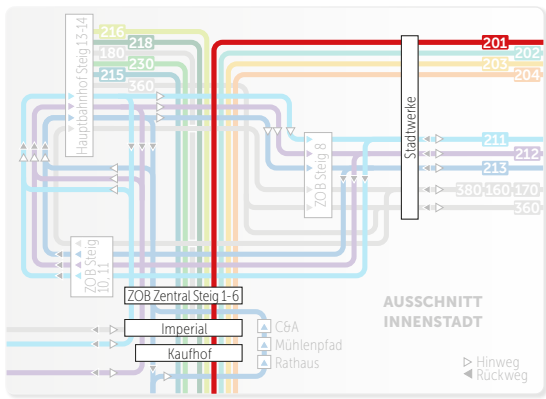 216
218
180
230
215
360
Hauptbahnhof Steig 13-14
201
202
203
204
Stadtwerke
ZOB Steig 8
211
212
213
380 160 170
360
ZOB Steig
10, 11
ZOB Zentral Steig 1-6
Imperial
Kaufhof
C&A
Mühlenpfad
Rathaus
AUSSCHNITT
INNENSTADT
Hinweg
Rückweg